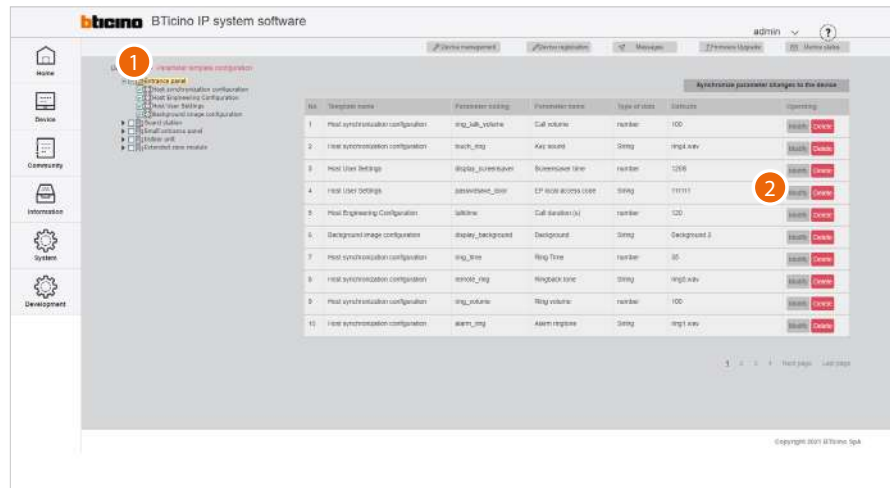 bticino BTicino IP system software
admin
?
Device management Device registration Messages Firmware Upgrade Device status
Home
1
Parameter template configuration
Entrance panel
Host synchronization configuration
Host Engineering Configuration
Host User Settings
Background image configuration
Guard station
Small entrance panel
Indoor unit
Extended new module
Synchronize parameter changes to the device
Device
Community
Information
System
Development
No. Template name Parameter coding Parameter name Type of data Defaults Operating
1 Host synchronization configuration ring_talk_volume Call volume number 100 Modify Delete
2 Host synchronization configuration touch_ring Key sound String ring4.wav Modify Delete
3 Host User Settings display_screensaver Screensaver time number Modify Delete
2
4 Host User Settings EP local access code String 111111 Modify Delete
5 Host Engineering Configuration talktime Call duration (s) number 120 Modify Delete
6 Background image configuration display_background Background String Background 2 Modify Delete
7 Host synchronization configuration ring_time Ring Time number 35 Modify Delete
8 Host synchronization configuration remote_ring Ringback tone String Modify Delete
9 Host synchronization configuration ring_volume Ring volume number 100 Modify Delete
10 Host synchronization configuration alarm_ring Alarm ringtone String ring1.wav Modify Delete
1 2 3 4 Next page Last page
Copyright 2021 BTicino SpA